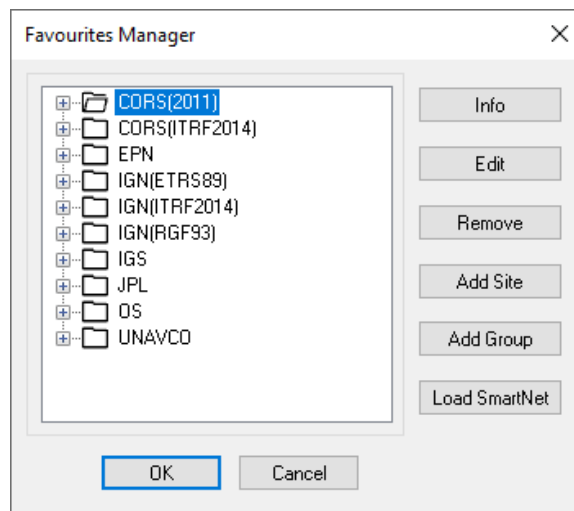 Favourites Manager
CORS(2011)
CORS(ITRF2014)
EPN
IGN(ETRS89)
IGN(ITRF2014)
IGN(RGF93)
IGS
JPL
OS
UNAVCO
Info
Edit
Remove
Add Site
Add Group
Load SmartNet
OK
Cancel